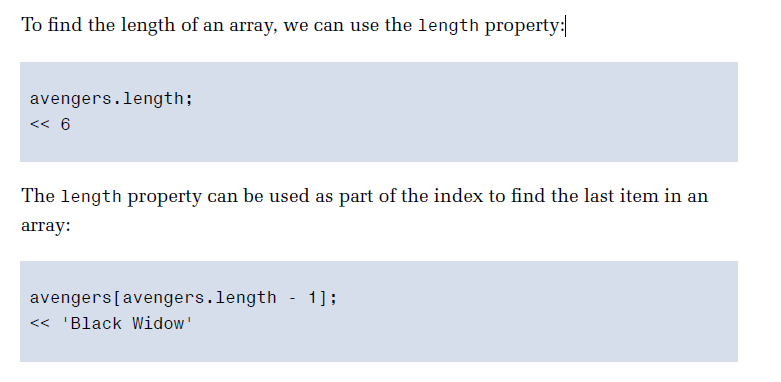 To find the length of an array, we can use the length property:
avengers.length;
<< 6
The length property can be used as part of the index to find the last item in an
array:
avengers[avengers.length - 1];
<< 'Black Widow'